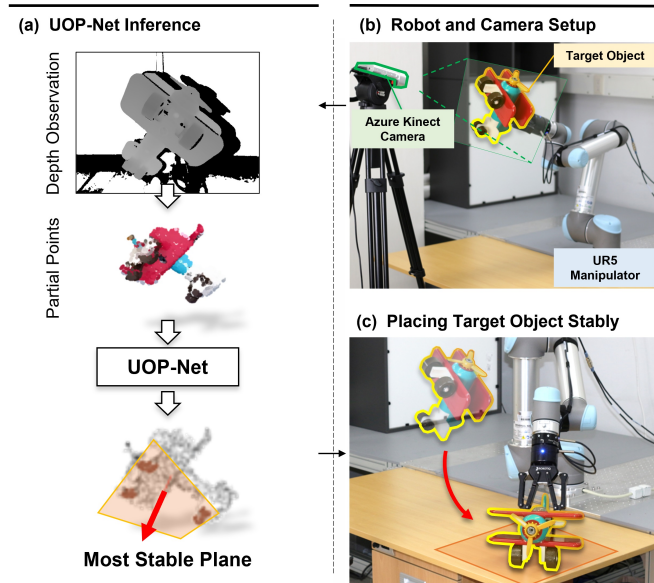 (a) UOP-Net Inference
Depth Observation
Partial Points
UOP-Net
Most Stable Plane
(b) Robot and Camera Setup
Target Object
Azure Kinect
Camera
UR5
Manipulator
(c) Placing Target Object Stably